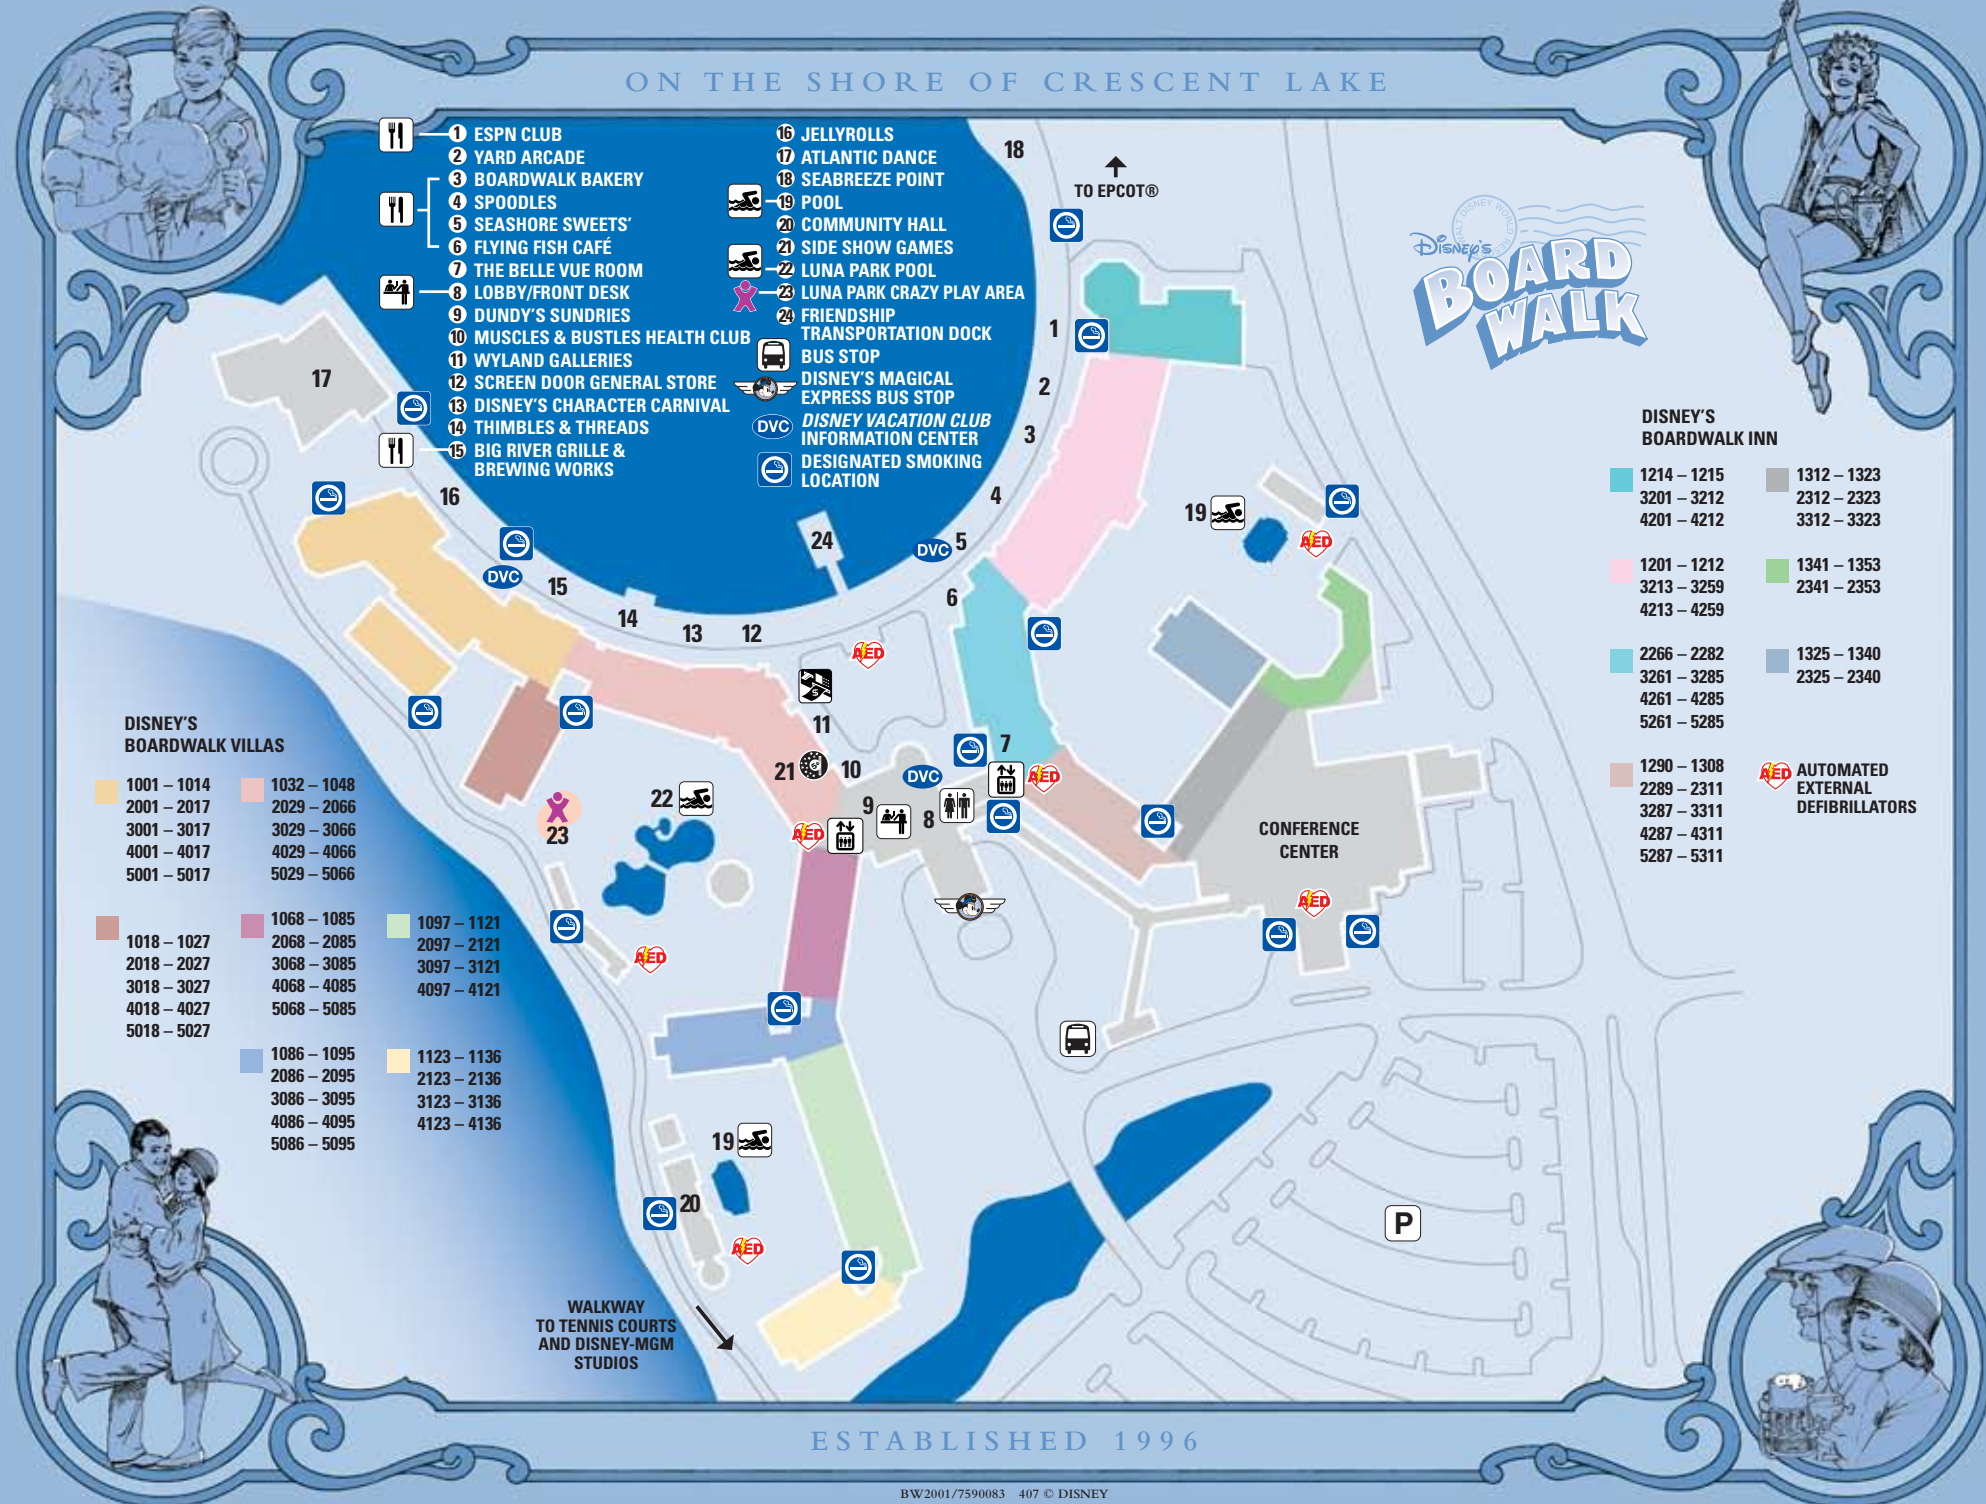 ON THE SHORE OF CRESCENT LAKE
1 ESPN CLUB
2 YARD ARCADE
3 BOARDWALK BAKERY
4 SPOODLES
5 SEASHORE SWEETS'
6 FLYING FISH CAFÉ
7 THE BELLE VUE ROOM
8 LOBBY/FRONT DESK
9 DUNDY'S SUNDRIES
10 MUSCLES & BUSTLES HEALTH CLUB
11 WYLAND GALLERIES
12 SCREEN DOOR GENERAL STORE
13 DISNEY'S CHARACTER CARNIVAL
14 THIMBLES & THREADS
15 BIG RIVER GRILLE &
BREWING WORKS
16 JELLYROLLS
17 ATLANTIC DANCE
18 SEABREEZE POINT
19 POOL
20 COMMUNITY HALL
21 SIDE SHOW GAMES
22 LUNA PARK POOL
23 LUNA PARK CRAZY PLAY AREA
24 FRIENDSHIP
TRANSPORTATION DOCK
BUS STOP
DISNEY'S MAGICAL
EXPRESS BUS STOP
DVC DISNEY VACATION CLUB
INFORMATION CENTER
DESIGNATED SMOKING
LOCATION
18
TO EPCOT®
1
2
3
4
DVC 5
6
7
17
16
DVC
15
14
13
12
24
19
AED
AED
11
21
10
DVC
9
8
AED
22
23
AED
AED
CONFERENCE
CENTER
AED
19
20
AED
P
WALKWAY
TO TENNIS COURTS
AND DISNEY-MGM
STUDIOS
DISNEY'S
BOARD
WALK
DISNEY'S
BOARDWALK INN
1214 – 1215
3201 – 3212
4201 – 4212
1312 – 1323
2312 – 2323
3312 – 3323
1201 – 1212
3213 – 3259
4213 – 4259
1341 – 1353
2341 – 2353
2266 – 2282
3261 – 3285
4261 – 4285
5261 – 5285
1325 – 1340
2325 – 2340
1290 – 1308
2289 – 2311
3287 – 3311
4287 – 4311
5287 – 5311
AED AUTOMATED
EXTERNAL
DEFIBRILLATORS
DISNEY'S
BOARDWALK VILLAS
1001 – 1014
2001 – 2017
3001 – 3017
4001 – 4017
5001 – 5017
1032 – 1048
2029 – 2066
3029 – 3066
4029 – 4066
5029 – 5066
1018 – 1027
2018 – 2027
3018 – 3027
4018 – 4027
5018 – 5027
1068 – 1085
2068 – 2085
3068 – 3085
4068 – 4085
5068 – 5085
1097 – 1121
2097 – 2121
3097 – 3121
4097 – 4121
1086 – 1095
2086 – 2095
3086 – 3095
4086 – 4095
5086 – 5095
1123 – 1136
2123 – 2136
3123 – 3136
4123 – 4136
ESTABLISHED 1996
BW2001/7590083 407 © DISNEY